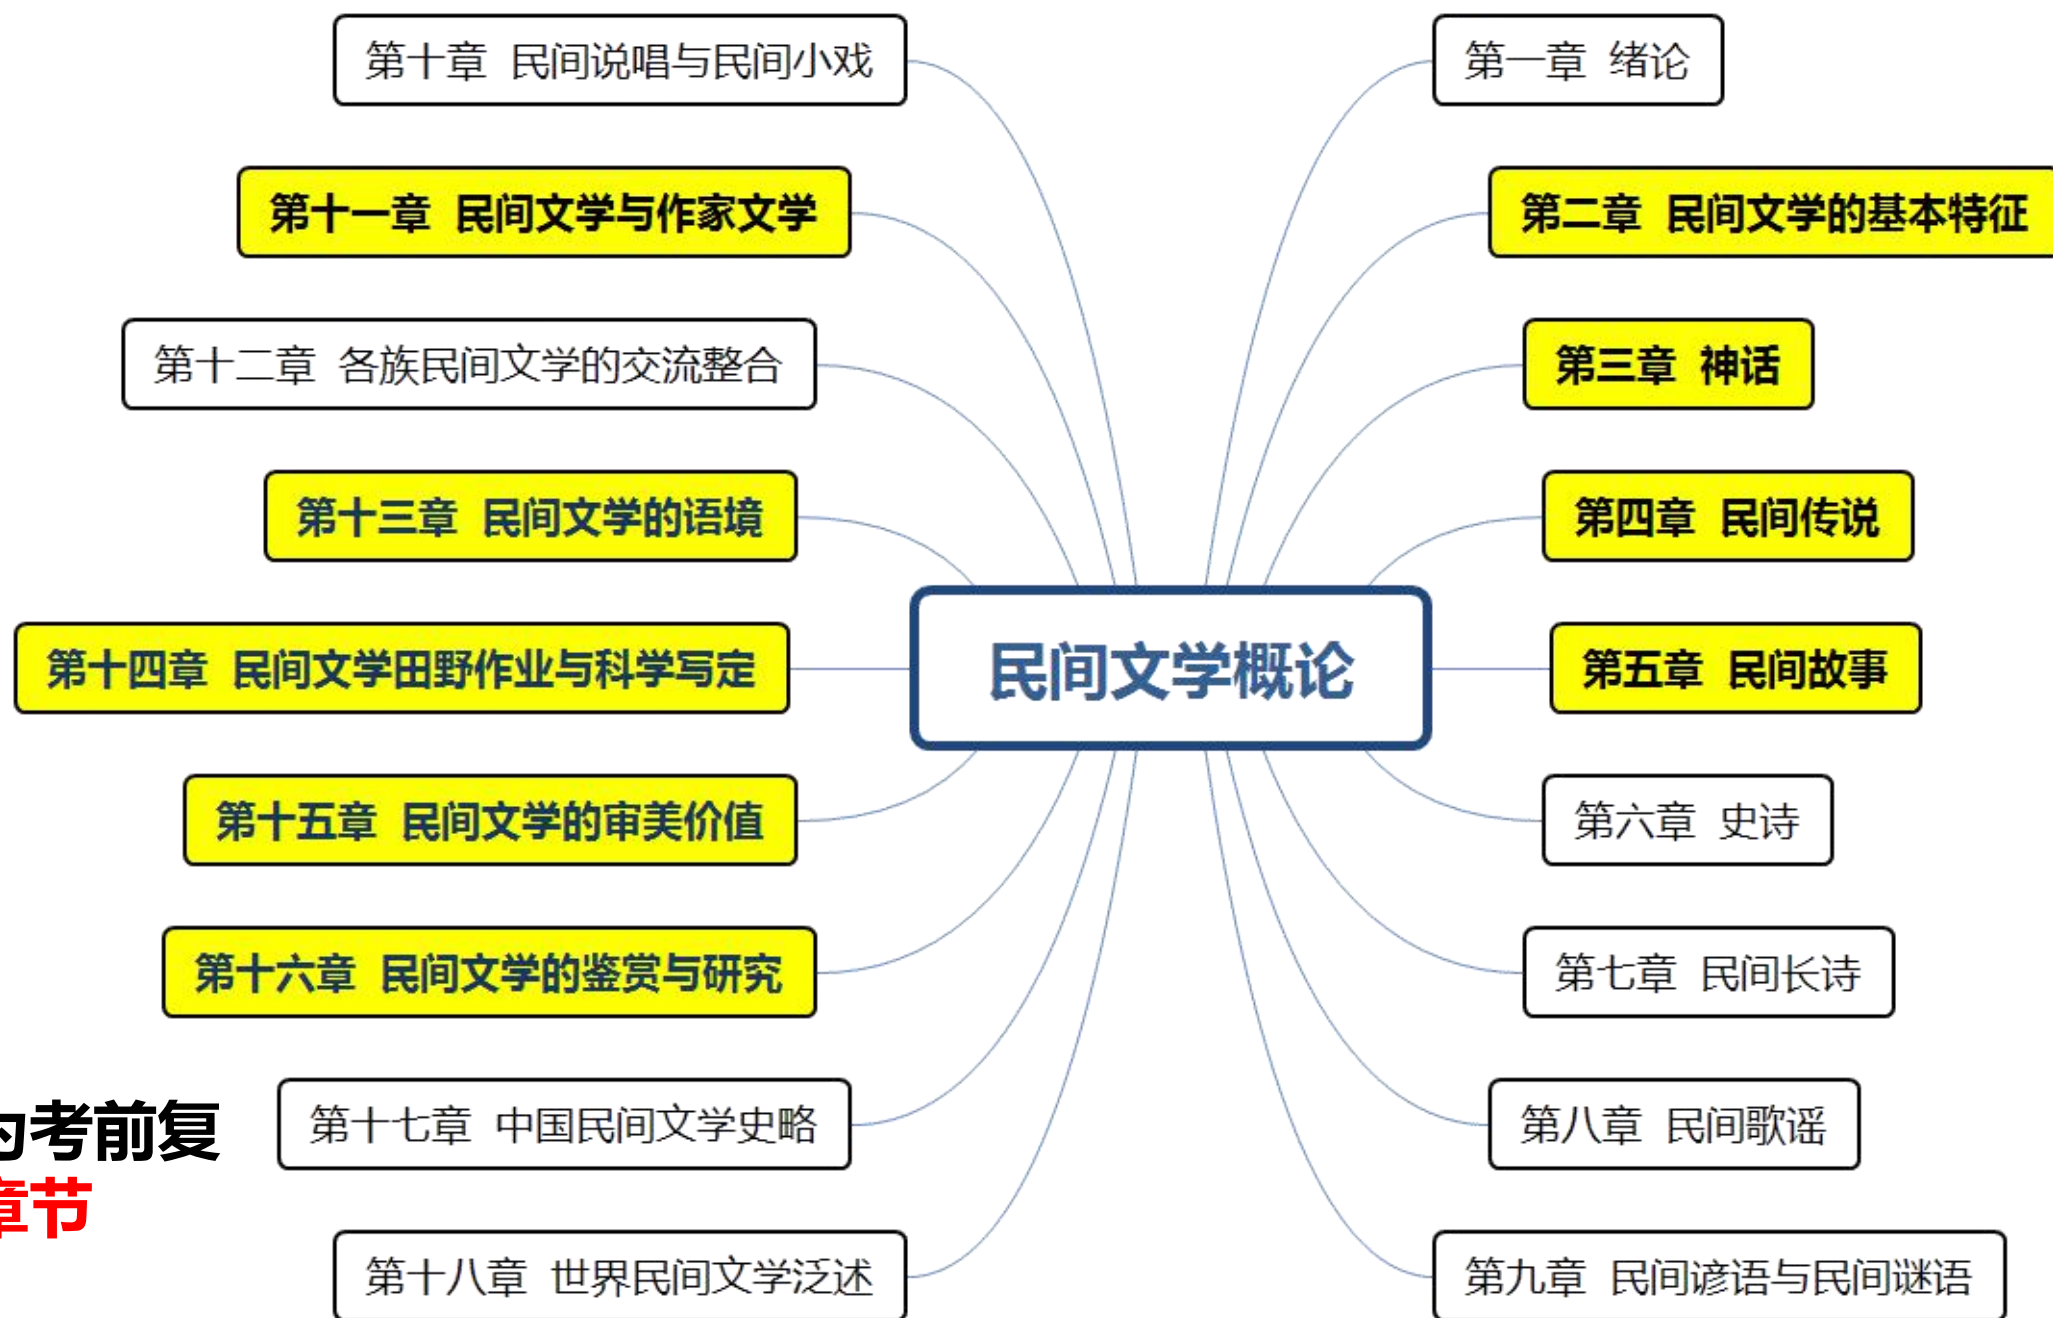 民间文学概论
第一章 绪论
第二章 民间文学的基本特征
第三章 神话
第四章 民间传说
第五章 民间故事
第六章 史诗
第七章 民间长诗
第八章 民间歌谣
第九章 民间谚语与民间谜语
第十章 民间说唱与民间小戏
第十一章 民间文学与作家文学
第十二章 各族民间文学的交流整合
第十三章 民间文学的语境
第十四章 民间文学田野作业与科学写定
第十五章 民间文学的审美价值
第十六章 民间文学的鉴赏与研究
第十七章 中国民间文学史略
第十八章 世界民间文学泛述
为考前复
章节